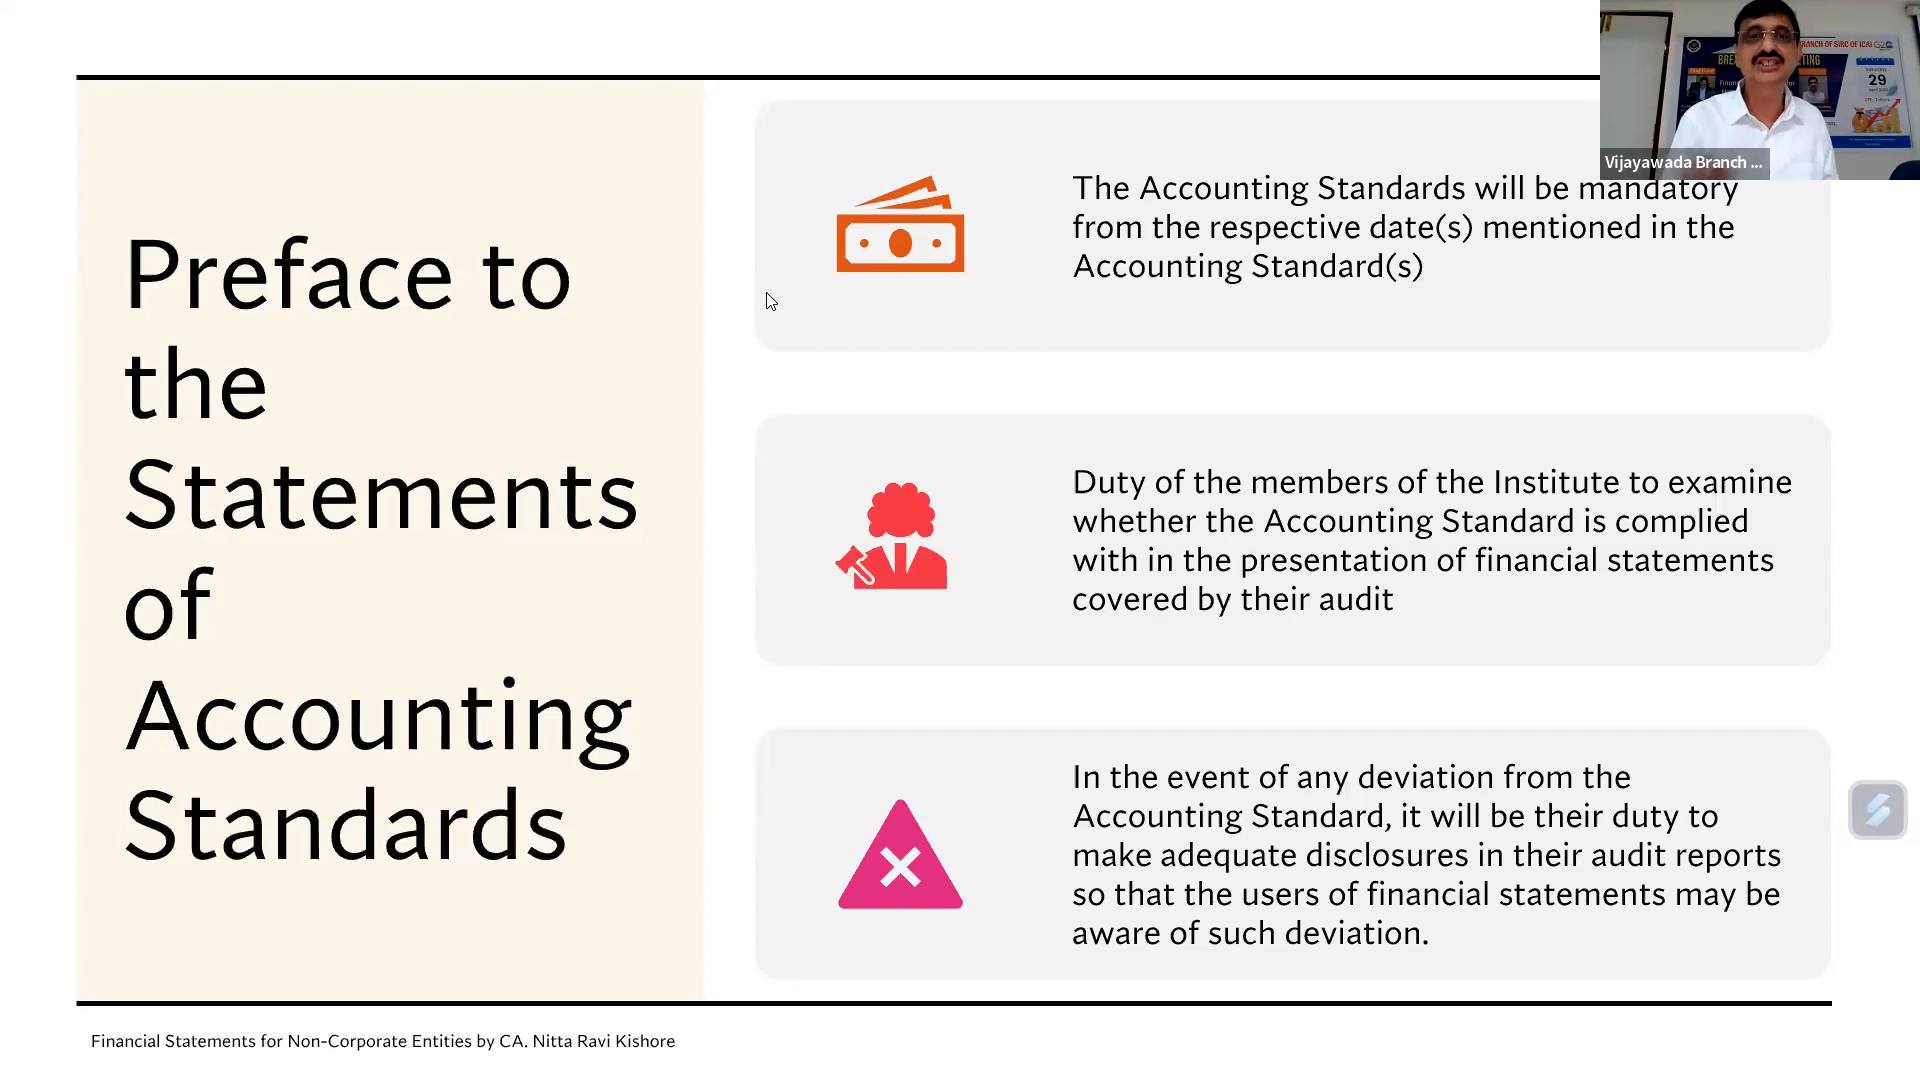 Preface to
the
Statements
of
Accounting
Standards
The Accounting Standards will be mandatory
from the respective date(s) mentioned in the
Accounting Standard(s)
Duty of the members of the Institute to examine
whether the Accounting Standard is complied
with in the presentation of financial statements
covered by their audit
In the event of any deviation from the
Accounting Standard, it will be their duty to
make adequate disclosures in their audit reports
so that the users of financial statements may be
aware of such deviation.
Financial Statements for Non-Corporate Entities by CA. Nitta Ravi Kishore
BRANCH OF SIRC OF ICAI
29
Vijayawada Branch ...